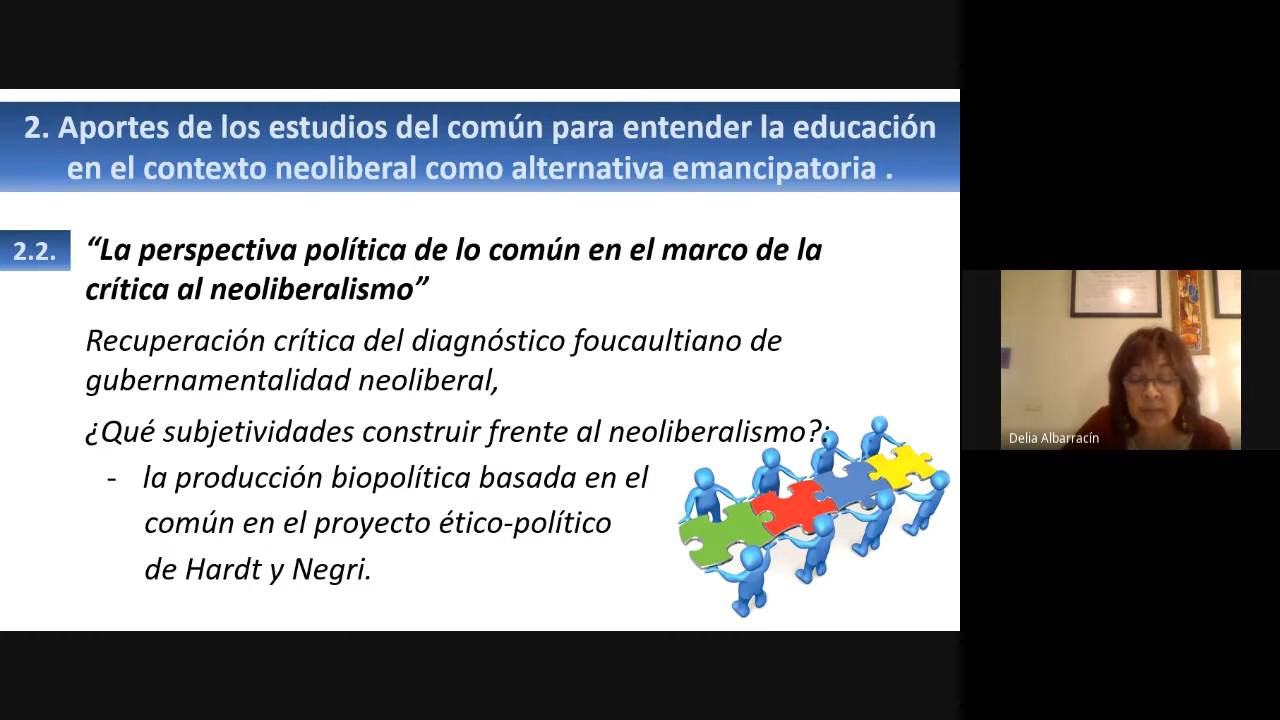 2. Aportes de los estudios del común para entender la educación
en el contexto neoliberal como alternativa emancipatoria .
2.2.
“La perspectiva política de lo común en el marco de la
crítica al neoliberalismo”
Recuperación crítica del diagnóstico foucaultiano de
gubernamentalidad neoliberal,
¿Qué subjetividades construir frente al neoliberalismo?:
- la producción biopolítica basada en el
común en el proyecto ético-político
de Hardt y Negri.
Delia Albarracín